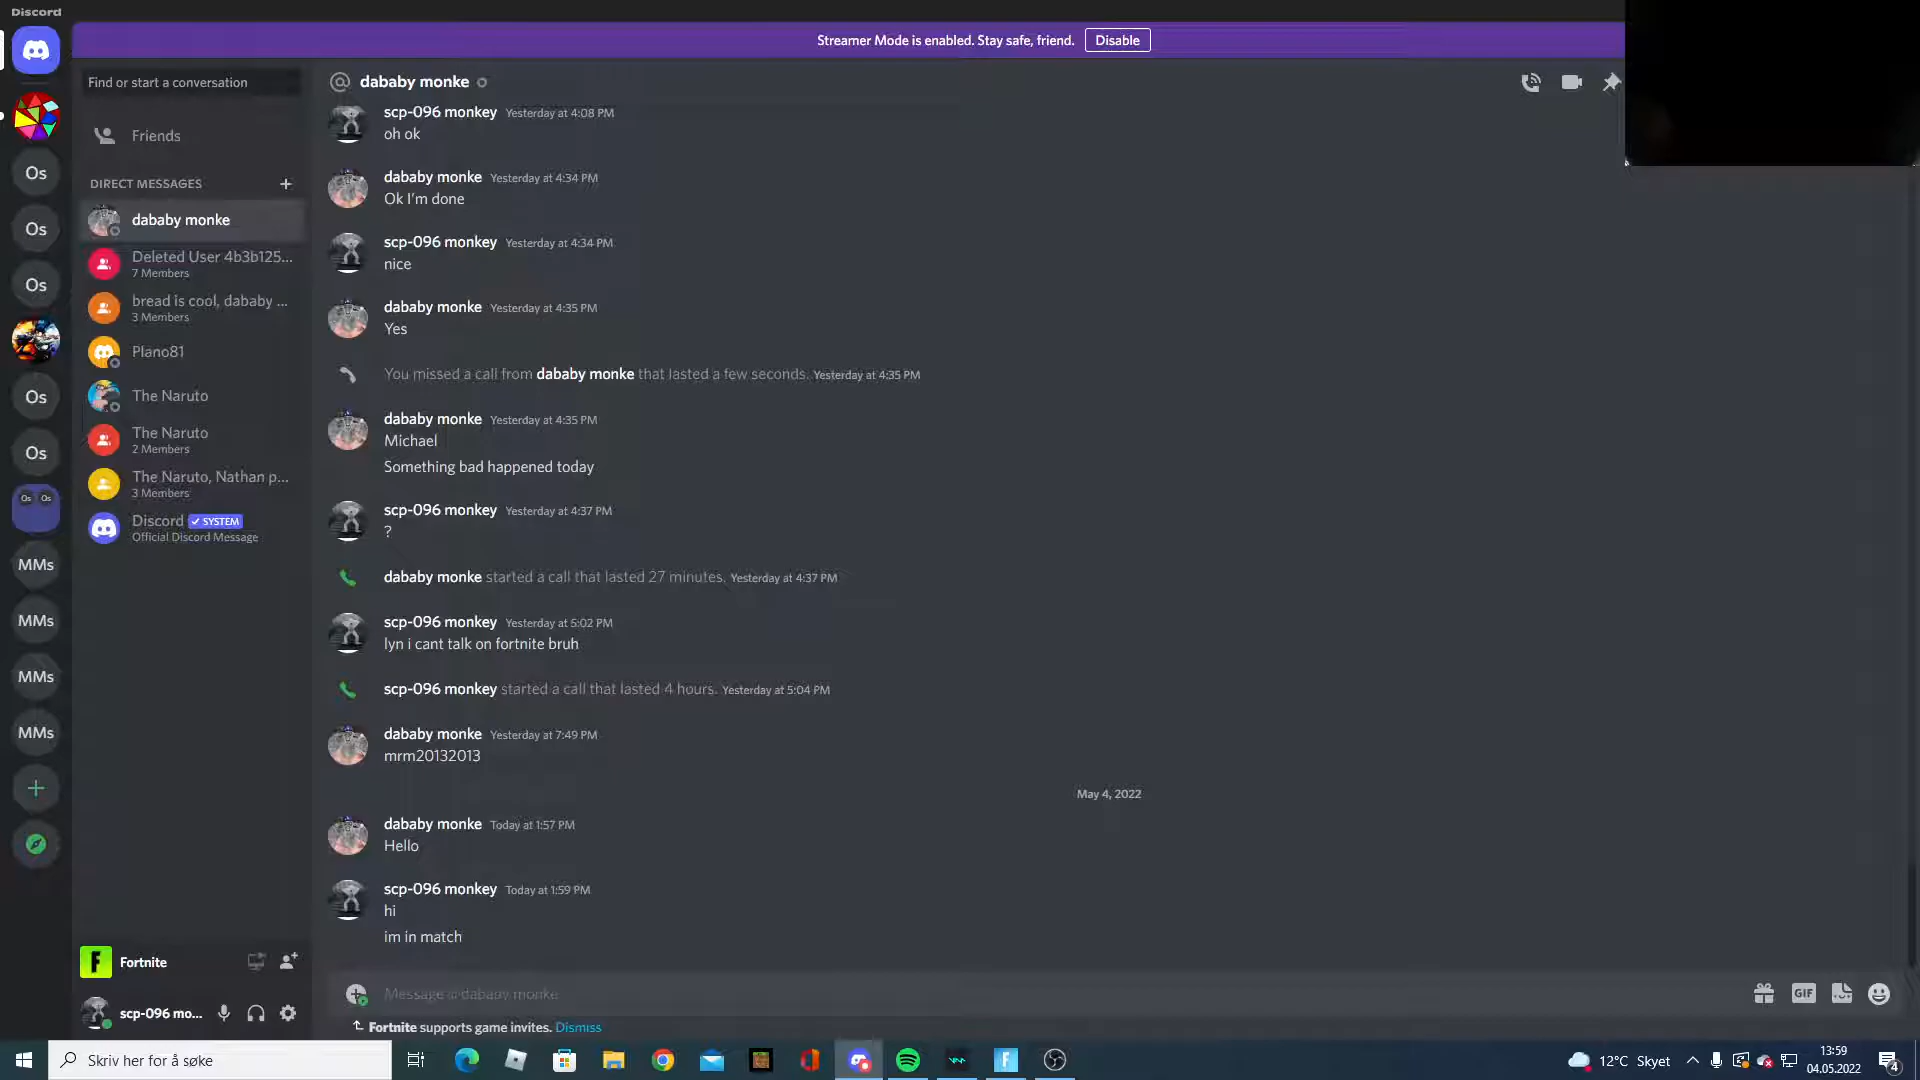 Discord
Streamer Mode is enabled. Stay safe, friend.
Disable
Find or start a conversation
Friends
DIRECT MESSAGES
dababy monke
Deleted User 4b3b125...
7 Members
bread is cool, dababy ...
3 Members
Plano81
The Naruto
The Naruto
2 Members
The Naruto, Nathan p...
3 Members
Discord SYSTEM
Official Discord Message
Os
Os
Os
Os
Os
Os Os
MMs
MMs
MMs
MMs
Fortnite
scp-096 mo...
dababy monke
scp-096 monkey Yesterday at 4:08 PM
oh ok
dababy monke Yesterday at 4:34 PM
Ok I'm done
scp-096 monkey Yesterday at 4:34 PM
nice
dababy monke Yesterday at 4:35 PM
Yes
You missed a call from dababy monke that lasted a few seconds. Yesterday at 4:35 PM
dababy monke Yesterday at 4:35 PM
Michael
Something bad happened today
scp-096 monkey Yesterday at 4:37 PM
?
dababy monke started a call that lasted 27 minutes. Yesterday at 4:37 PM
scp-096 monkey Yesterday at 5:02 PM
lyn i cant talk on fortnite bruh
scp-096 monkey started a call that lasted 4 hours. Yesterday at 5:04 PM
dababy monke Yesterday at 7:49 PM
mrm20132013
May 4, 2022
dababy monke Today at 1:57 PM
Hello
scp-096 monkey Today at 1:59 PM
hi
im in match
Message @dababy monke
GIF
Fortnite supports game invites. Dismiss
Skriv her for å søke
12°C Skyet
13:59
04.05.2022
4